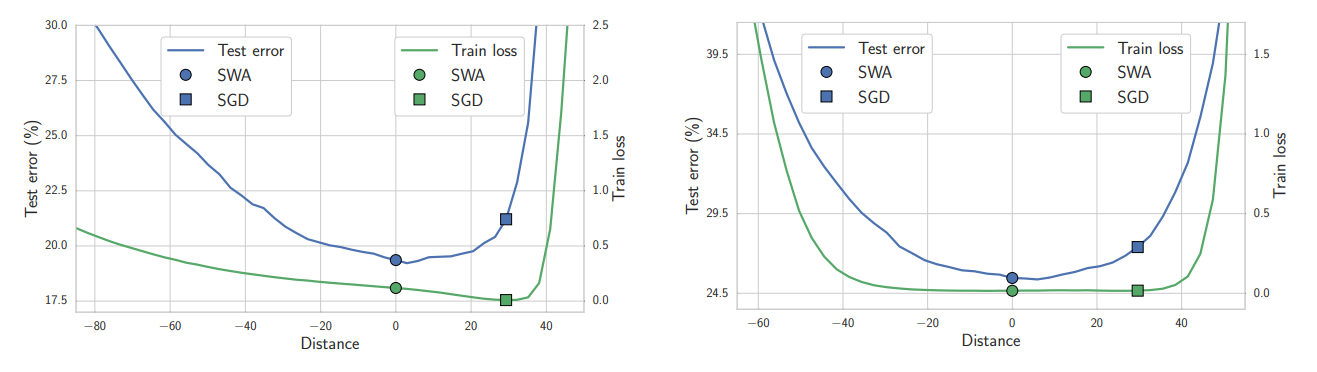 30.0
27.5
25.0
22.5
20.0
17.5
Test error (%)
Test error
SWA
SGD
Train loss
SWA
SGD
2.5
2.0
1.5
1.0
0.5
0.0
Train loss
−80 −60 −40 −20 0 20 40
Distance
39.5
34.5
29.5
24.5
Test error (%)
Test error
SWA
SGD
Train loss
SWA
SGD
1.5
1.0
0.5
0.0
Train loss
−60 −40 −20 0 20 40
Distance